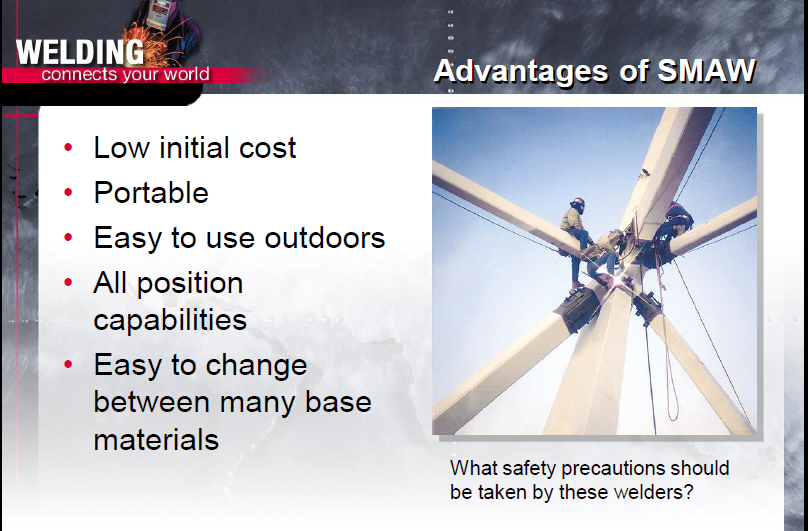 WELDING
connects your world
Advantages of SMAW
• Low initial cost
• Portable
• Easy to use outdoors
• All position
capabilities
• Easy to change
between many base
materials
What safety precautions should
be taken by these welders?